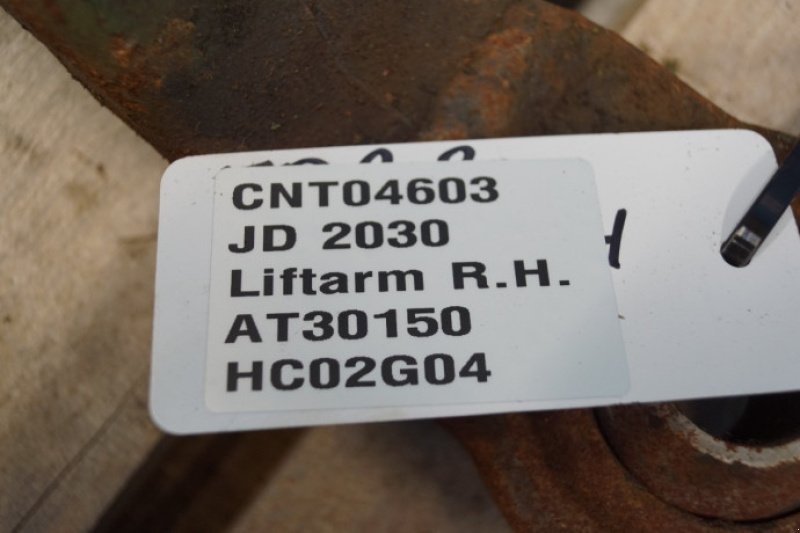 CNT04603
JD 2030
Liftarm R.H.
AT30150
HC02G04